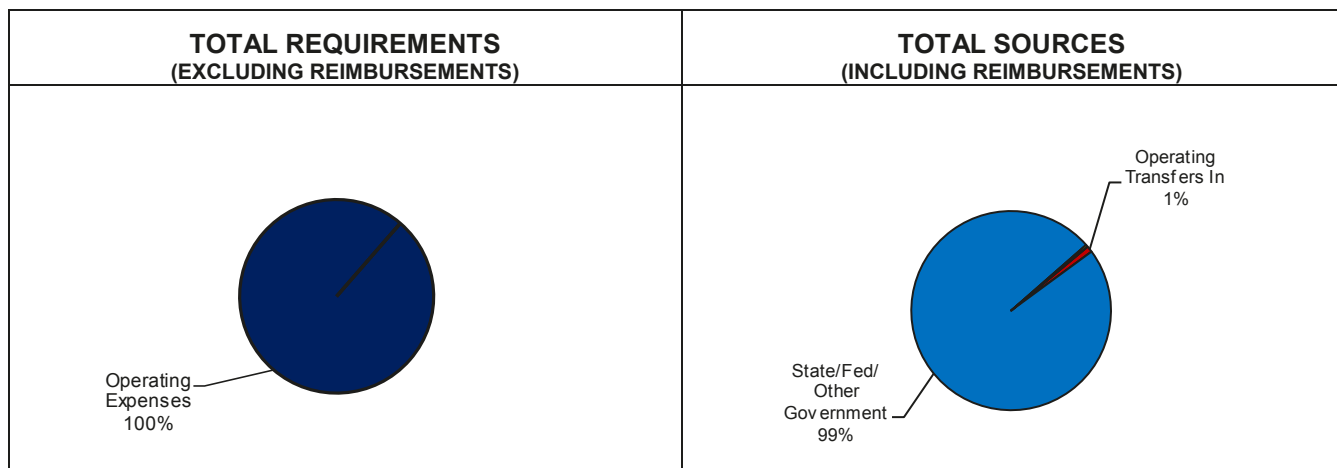 TOTAL REQUIREMENTS
(EXCLUDING REIMBURSEMENTS)
TOTAL SOURCES
(INCLUDING REIMBURSEMENTS)
Operating
Expenses
100%
Operating
Transfers In
1%
State/Fed/
Other
Government
99%